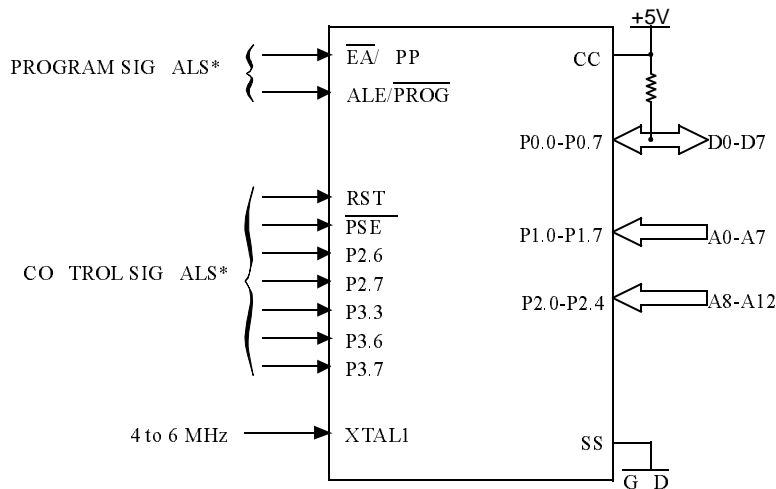 +5V
PROGRAM SIG ALS*
EA/ PP
ALE/PROG
CC
P0.0-P0.7
D0-D7
CO TROL SIG ALS*
RST
PSE
P2.6
P2.7
P3.3
P3.6
P3.7
P1.0-P1.7
A0-A7
P2.0-P2.4
A8-A12
4 to 6 MHz
XTAL1
SS
G D